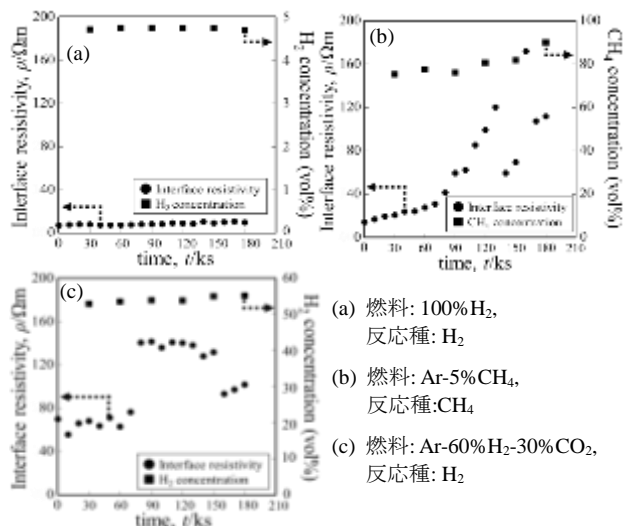 (a)
Interface resistivity, ρ/Ωm
200
160
120
80
40
0
H₂ concentration (vol%)
5
4
3
2
1
0
Interface resistivity
H₂ concentration
0 30 60 90 120 150 180 210
time, t/ks
(b)
Interface resistivity, ρ/Ωm
200
160
120
80
40
0
CH₄ concentration (vol%)
100
80
60
40
20
0
Interface resistivity
CH₄ concentration
0 30 60 90 120 150 180 210
time, t/ks
(c)
Interface resistivity, ρ/Ωm
200
160
120
80
40
0
H₂ concentration (vol%)
60
50
40
30
20
10
0
Interface resistivity
H₂ concentration
0 30 60 90 120 150 180 210
time, t/ks
(a) 燃料: 100%H₂,
反応種: H₂
(b) 燃料: Ar-5%CH₄,
反応種:CH₄
(c) 燃料: Ar-60%H₂-30%CO₂,
反応種: H₂